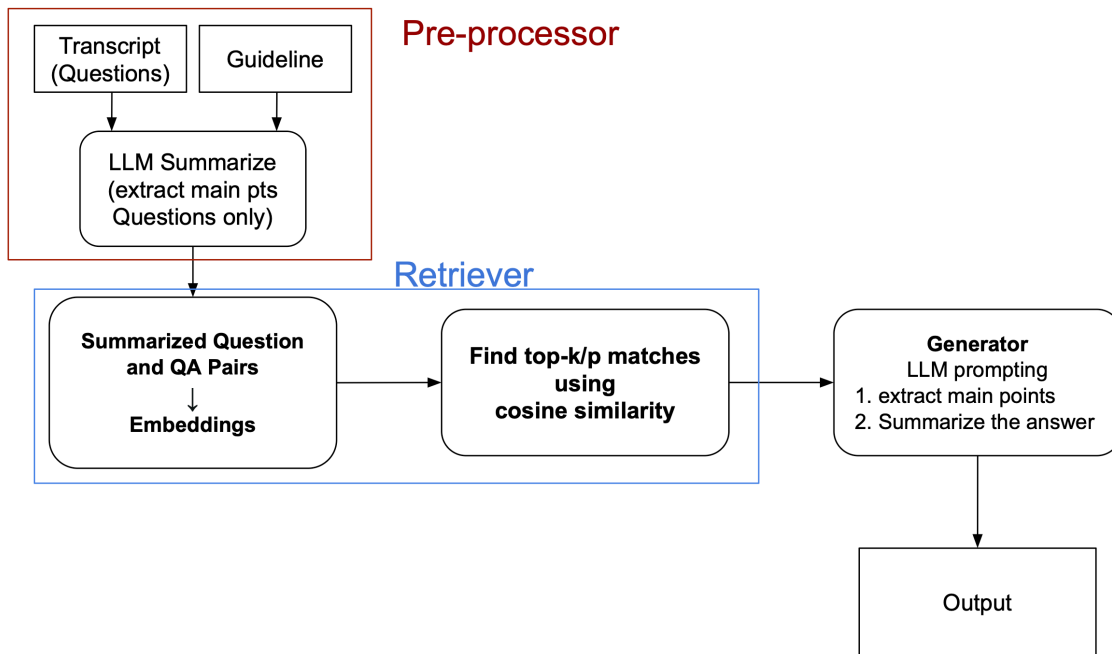 Pre-processor
Transcript
(Questions)
Guideline
LLM Summarize
(extract main pts
Questions only)
Retriever
Summarized Question
and QA Pairs
↓
Embeddings
Find top-k/p matches
using
cosine similarity
Generator
LLM prompting
1. extract main points
2. Summarize the answer
Output